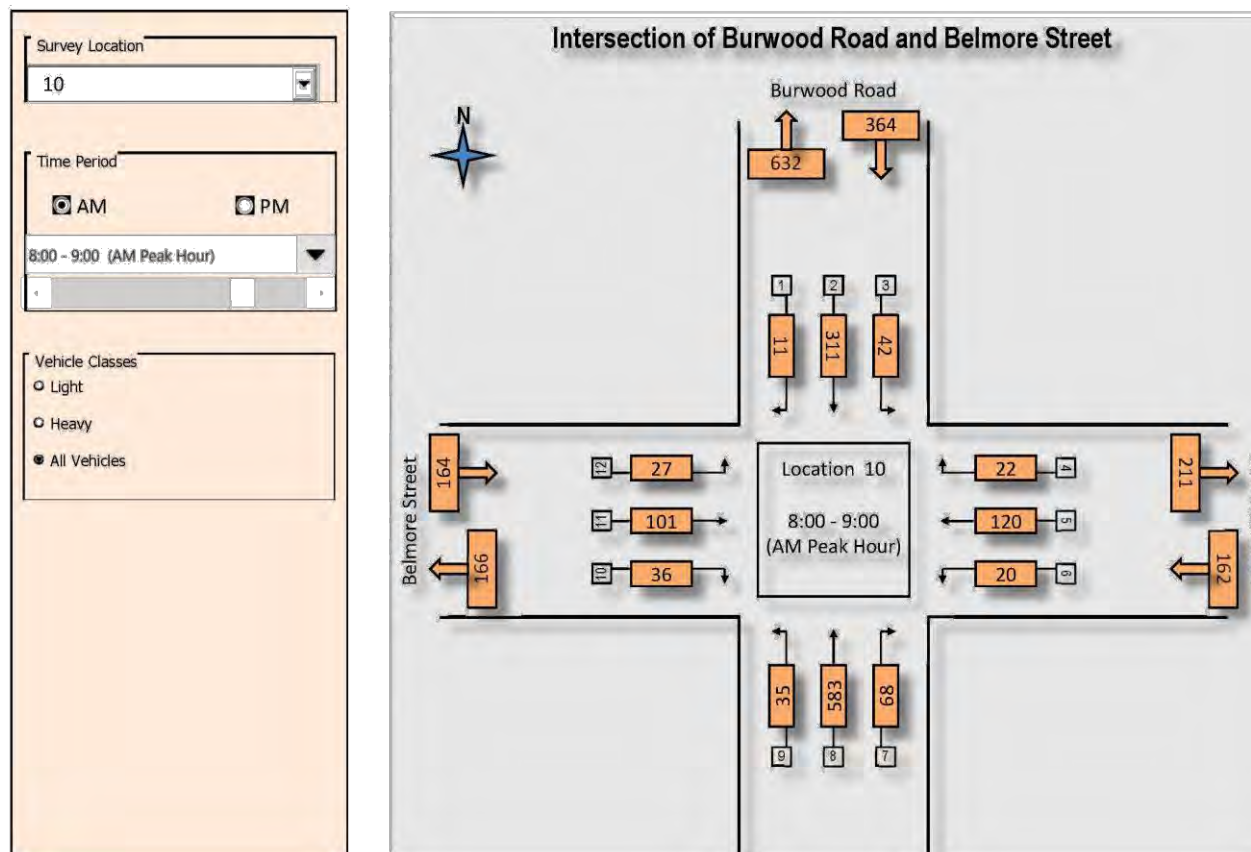 Survey Location
10
Time Period
AM
PM
8:00 - 9:00 (AM Peak Hour)
Vehicle Classes
Light
Heavy
All Vehicles
Intersection of Burwood Road and Belmore Street
Burwood Road
N
632
364
1
2
3
11
311
42
Belmore Street
164
166
12
27
11
101
10
36
Location 10
8:00 - 9:00
(AM Peak Hour)
22
4
120
5
20
6
211
162
35
583
68
9
8
7